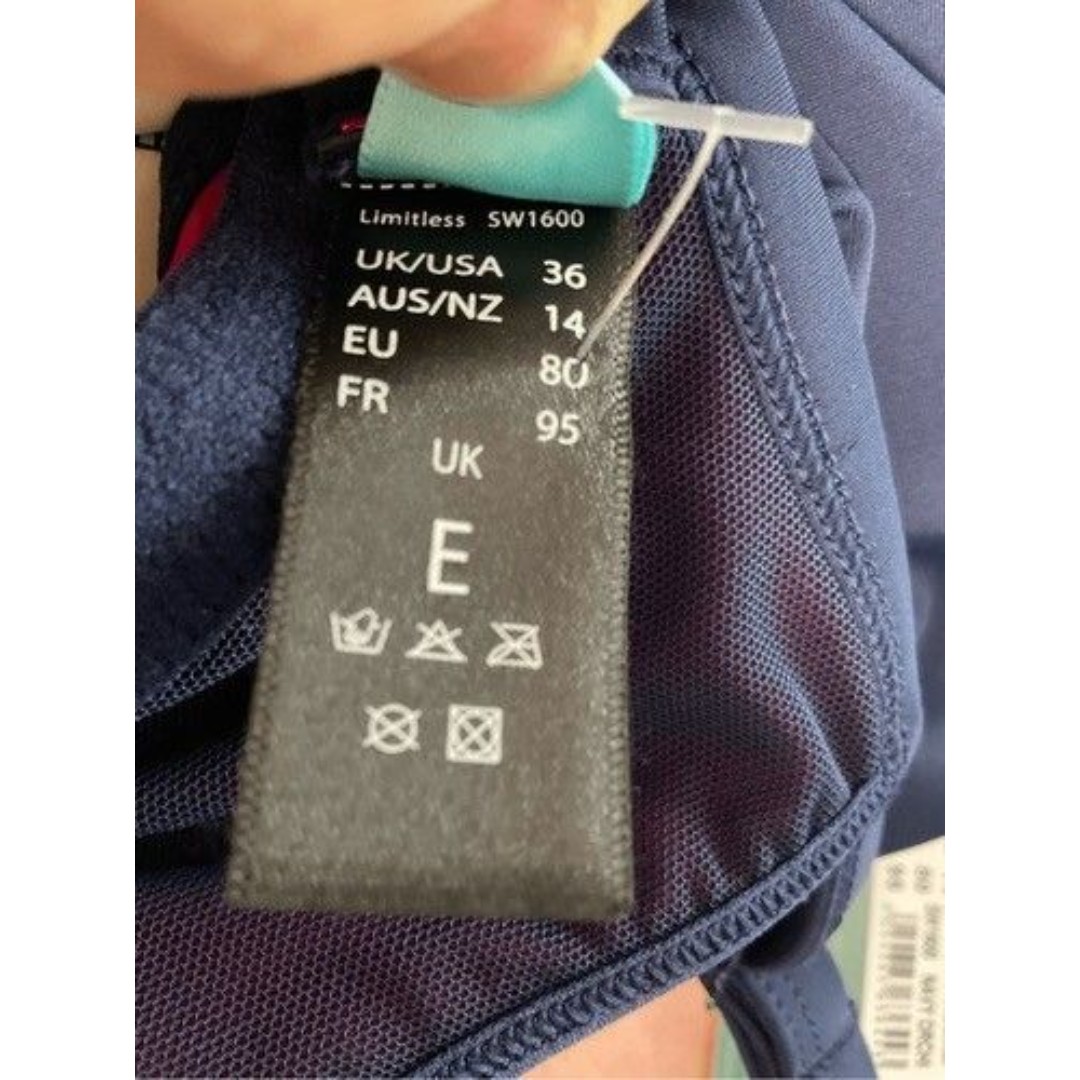 Limitless SW1600
UK/USA 36
AUS/NZ 14
EU 80
FR 95
UK
E